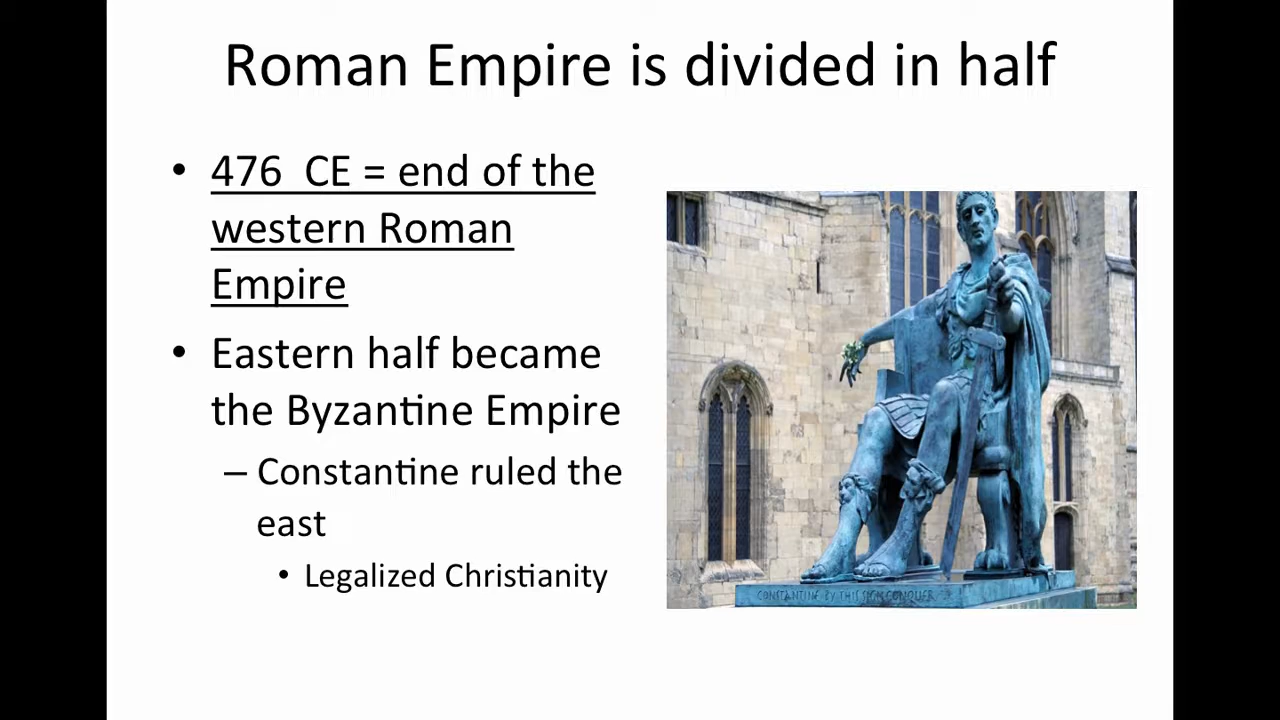 Roman Empire is divided in half
• 476 CE = end of the
western Roman
Empire
• Eastern half became
the Byzantine Empire
– Constantine ruled the
east
• Legalized Christianity
CONSTANTINE BY THIS SIGN CONQUER